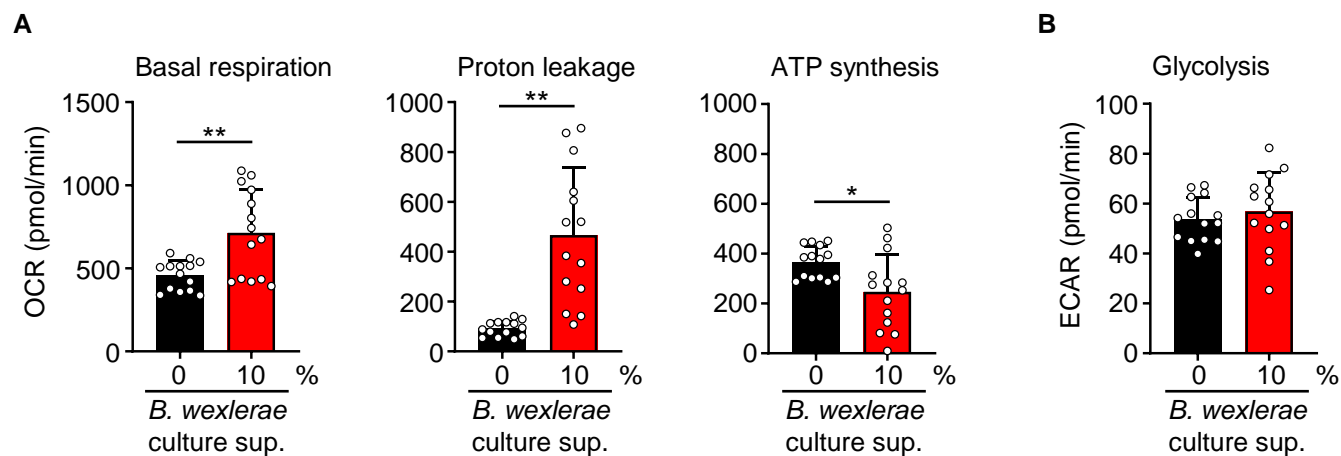 A
B
Basal respiration
Proton leakage
ATP synthesis
Glycolysis
OCR (pmol/min)
1500
1000
500
0
**
0 10 %
B. wexlerae
culture sup.
1000
800
600
400
200
0
**
0 10 %
B. wexlerae
culture sup.
1000
800
600
400
200
0
*
0 10 %
B. wexlerae
culture sup.
ECAR (pmol/min)
100
80
60
40
20
0
0 10 %
B. wexlerae
culture sup.